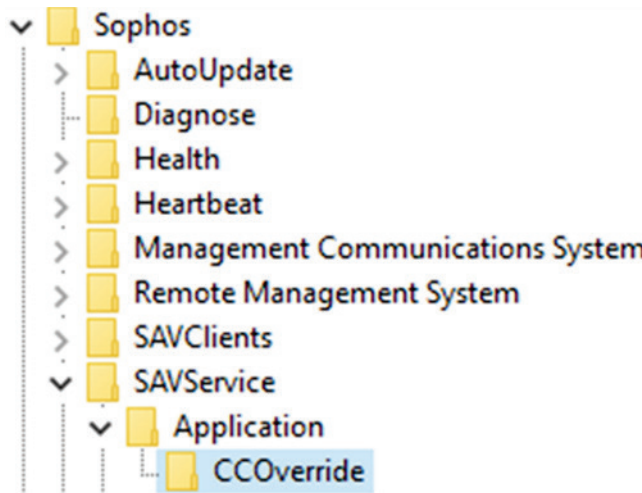 Sophos
AutoUpdate
Diagnose
Health
Heartbeat
Management Communications System
Remote Management System
SAVClients
SAVService
Application
CCOverride